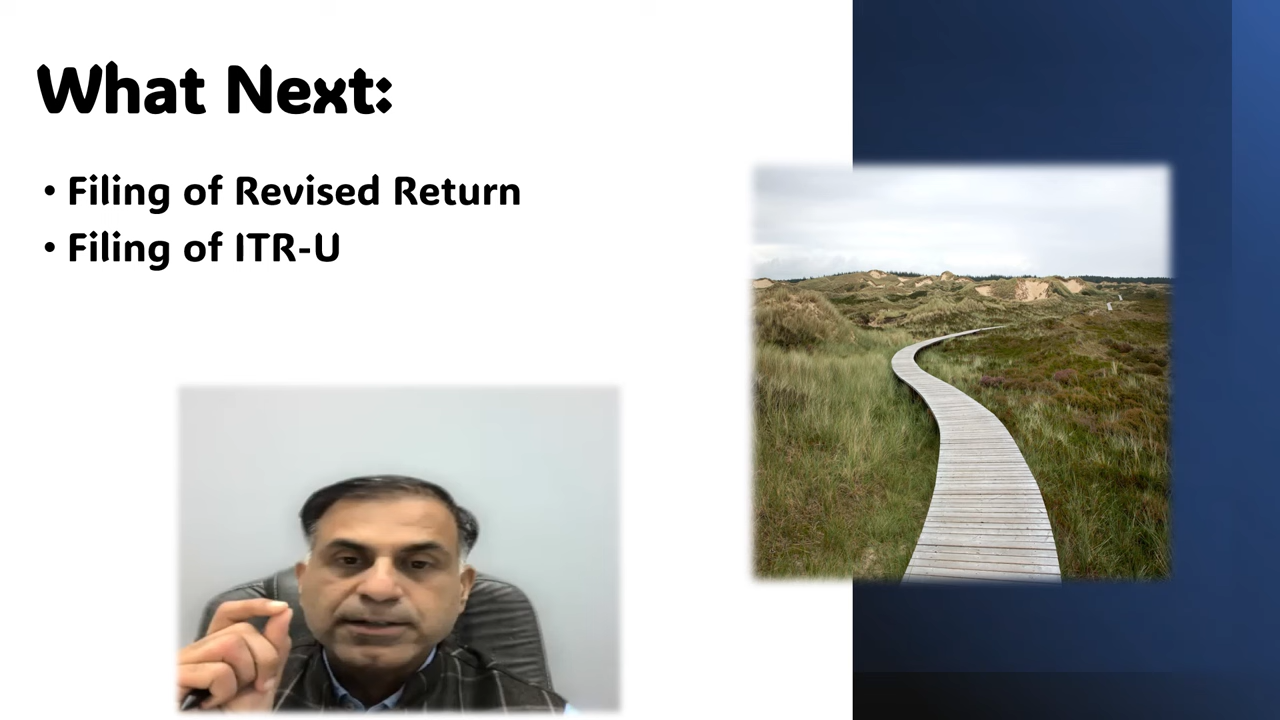 What Next:
• Filing of Revised Return
• Filing of ITR-U